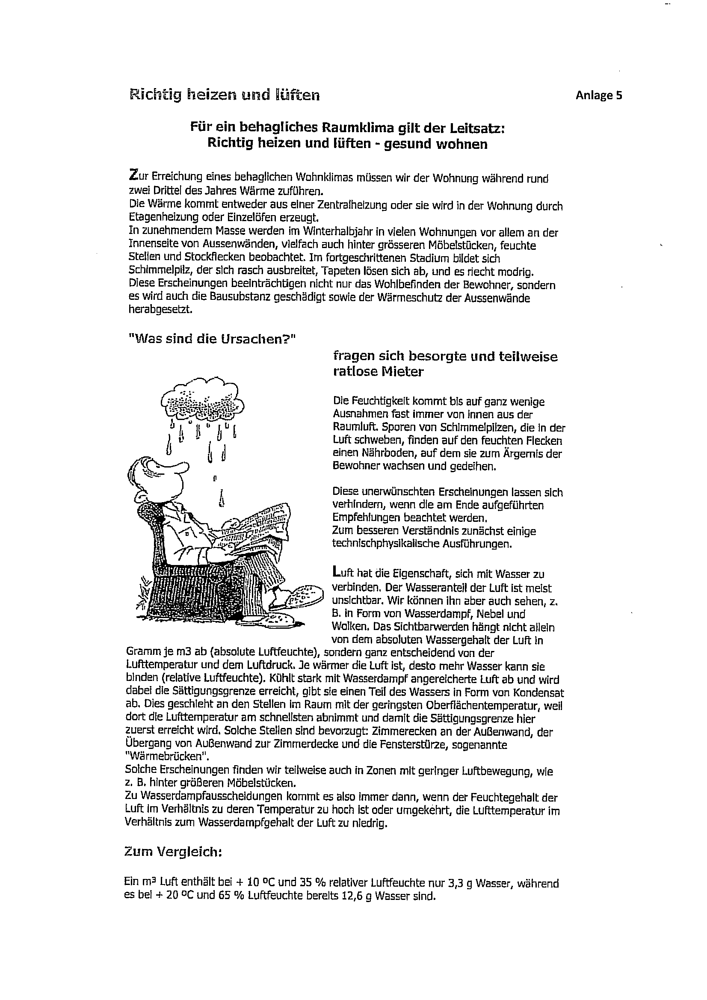 Richtig heizen und lüften
Anlage 5
Für ein behagliches Raumklima gilt der Leitsatz:
Richtig heizen und lüften - gesund wohnen
Zur Erreichung eines behaglichen Wohnklimas müssen wir der Wohnung während rund
zwei Drittel des Jahres Wärme zuführen.
Die Wärme kommt entweder aus einer Zentralheizung oder sie wird in der Wohnung durch
Etagenheizung oder Einzelöfen erzeugt.
In zunehmendem Masse werden im Winterhalbjahr in vielen Wohnungen vor allem an der
Innenseite von Aussenwänden, vielfach auch hinter grösseren Möbelstücken, feuchte
Stellen und Stockflecken beobachtet. Im fortgeschrittenen Stadium bildet sich
Schimmelpilz, der sich rasch ausbreitet, Tapeten lösen sich ab, und es riecht modrig.
Diese Erscheinungen beeinträchtigen nicht nur das Wohlbefinden der Bewohner, sondern
es wird auch die Bausubstanz geschädigt sowie der Wärmeschutz der Aussenwände
herabgesetzt.
"Was sind die Ursachen?"
fragen sich besorgte und teilweise
ratlose Mieter
Die Feuchtigkeit kommt bis auf ganz wenige
Ausnahmen fast immer von innen aus der
Raumluft. Sporen von Schimmelpilzen, die in der
Luft schweben, finden auf den feuchten Flecken
einen Nährboden, auf dem sie zum Ärgernis der
Bewohner wachsen und gedeihen.
Diese unerwünschten Erscheinungen lassen sich
verhindern, wenn die am Ende aufgeführten
Empfehlungen beachtet werden.
Zum besseren Verständnis zunächst einige
technischphysikalische Ausführungen.
Luft hat die Eigenschaft, sich mit Wasser zu
verbinden. Der Wasseranteil der Luft ist meist
unsichtbar. Wir können ihn aber auch sehen, z.
B. in Form von Wasserdampf, Nebel und
Wolken. Das Sichtbarwerden hängt nicht allein
von dem absoluten Wassergehalt der Luft in
Gramm je m3 ab (absolute Luftfeuchte), sondern ganz entscheidend von der
Lufttemperatur und dem Luftdruck. Je wärmer die Luft ist, desto mehr Wasser kann sie
binden (relative Luftfeuchte). Kühlt stark mit Wasserdampf angereicherte Luft ab und wird
dabei die Sättigungsgrenze erreicht, gibt sie einen Teil des Wassers in Form von Kondensat
ab. Dies geschieht an den Stellen im Raum mit der geringsten Oberflächentemperatur, weil
dort die Lufttemperatur am schnellsten abnimmt und damit die Sättigungsgrenze hier
zuerst erreicht wird. Solche Stellen sind bevorzugt: Zimmerecken an der Außenwand, der
Übergang von Außenwand zur Zimmerdecke und die Fensterstürze, sogenannte
"Wärmebrücken".
Solche Erscheinungen finden wir teilweise auch in Zonen mit geringer Luftbewegung, wie
z. B. hinter größeren Möbelstücken.
Zu Wasserdampfausscheidungen kommt es also immer dann, wenn der Feuchtegehalt der
Luft im Verhältnis zu deren Temperatur zu hoch ist oder umgekehrt, die Lufttemperatur im
Verhältnis zum Wasserdampfgehalt der Luft zu niedrig.
Zum Vergleich:
Ein m³ Luft enthält bei + 10 ºC und 35 % relativer Luftfeuchte nur 3,3 g Wasser, während
es bei + 20 ºC und 65 % Luftfeuchte bereits 12,6 g Wasser sind.